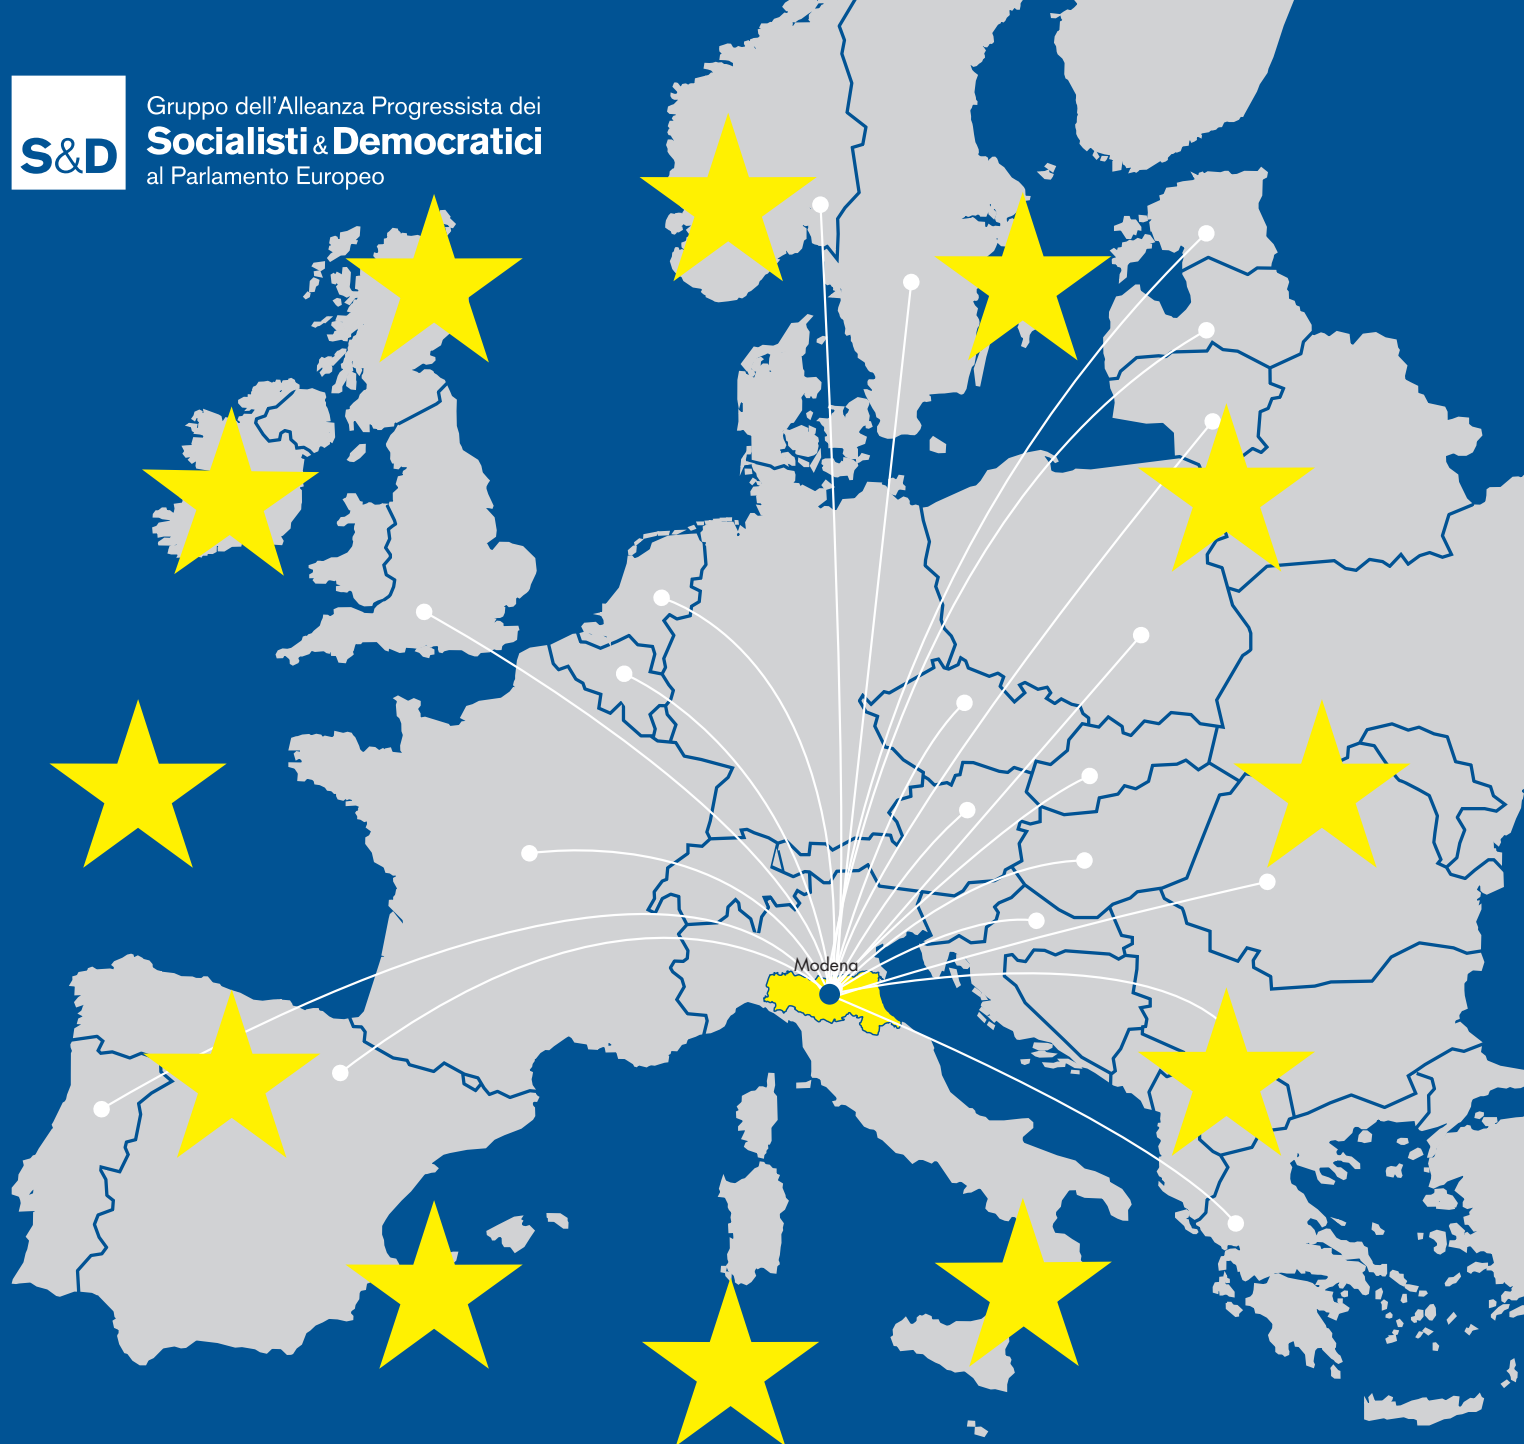 S&D
Gruppo dell'Alleanza Progressista dei
Socialisti & Democratici
al Parlamento Europeo
Modena